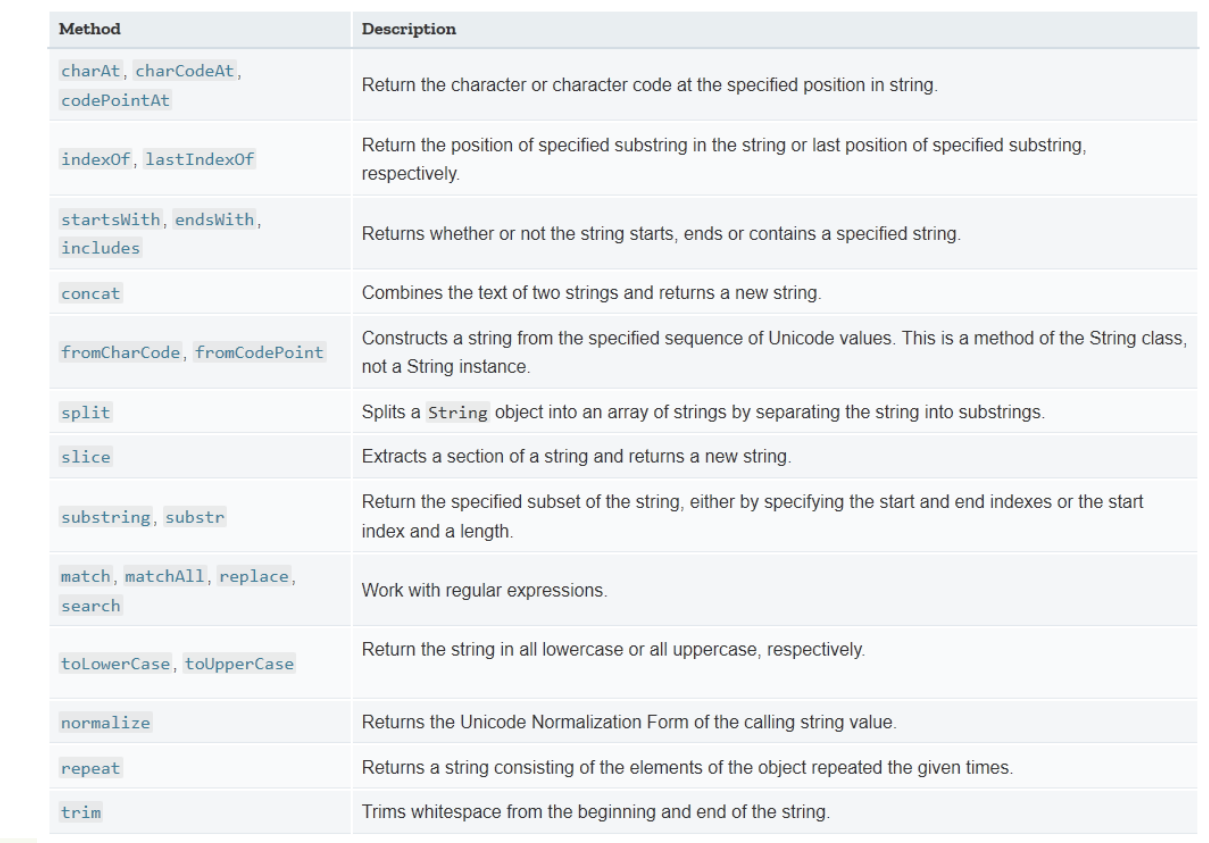 Method Description
charAt, charCodeAt,
codePointAt
Return the character or character code at the specified position in string.
indexOf, lastIndexOf
Return the position of specified substring in the string or last position of specified substring,
respectively.
startsWith, endsWith,
includes
Returns whether or not the string starts, ends or contains a specified string.
concat
Combines the text of two strings and returns a new string.
fromCharCode, fromCodePoint
Constructs a string from the specified sequence of Unicode values. This is a method of the String class,
not a String instance.
split
Splits a String object into an array of strings by separating the string into substrings.
slice
Extracts a section of a string and returns a new string.
substring, substr
Return the specified subset of the string, either by specifying the start and end indexes or the start
index and a length.
match, matchAll, replace,
search
Work with regular expressions.
toLowerCase, toUpperCase
Return the string in all lowercase or all uppercase, respectively.
normalize
Returns the Unicode Normalization Form of the calling string value.
repeat
Returns a string consisting of the elements of the object repeated the given times.
trim
Trims whitespace from the beginning and end of the string.